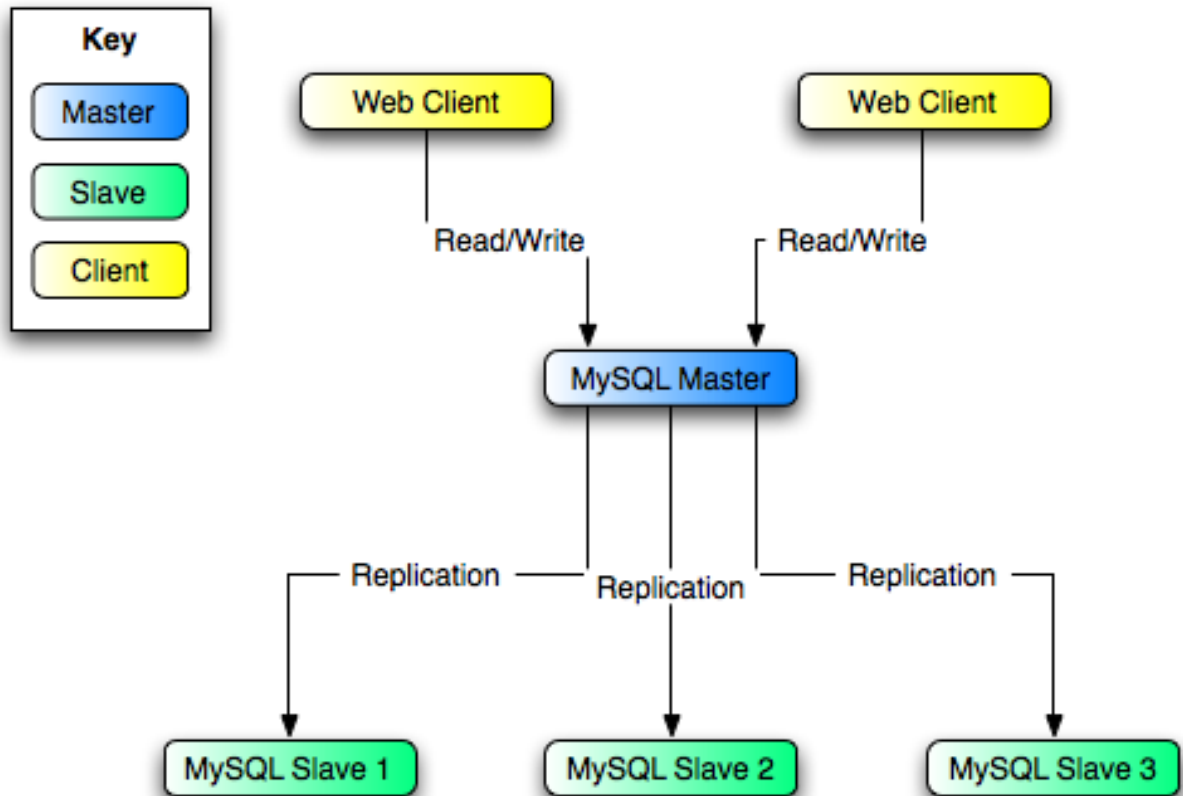 Key
Master
Slave
Client
Web Client
Web Client
Read/Write
Read/Write
MySQL Master
Replication
Replication
Replication
MySQL Slave 1
MySQL Slave 2
MySQL Slave 3